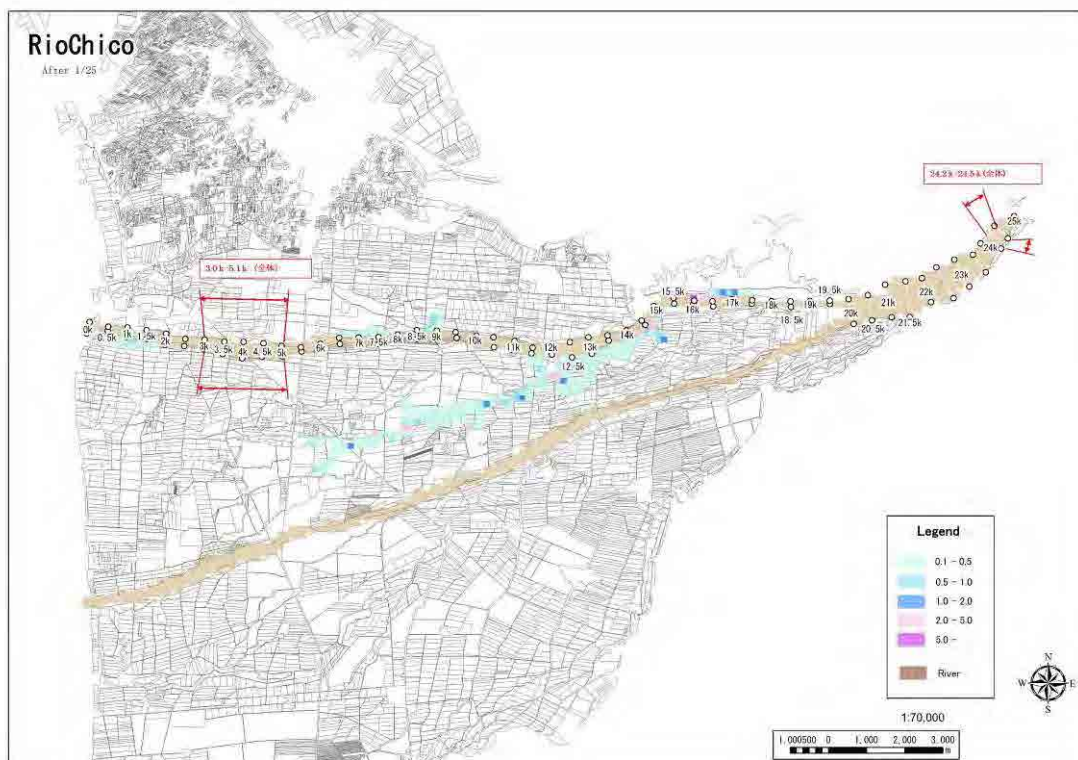 RioChico
After 1/25
24.2k-24.5k(全体)
3.0k-5.1k (全体)
0k
0.5k
1k
1.5k
2k
3k
3.5k
4k
4.5k
5k
6k
7k
7.5k
8k
8.5k
9k
10k
11k
12k
12.5k
13k
14k
15k
15.5k
16k
17k
18k
18.5k
19k
19.5k
20k
20.5k
21k
21.5k
22k
23k
24k
25k
Legend
0.1 - 0.5
0.5 - 1.0
1.0 - 2.0
2.0 - 5.0
5.0 -
River
N
W E
S
1:70,000
1,000500 0 1,000 2,000 3,000
m